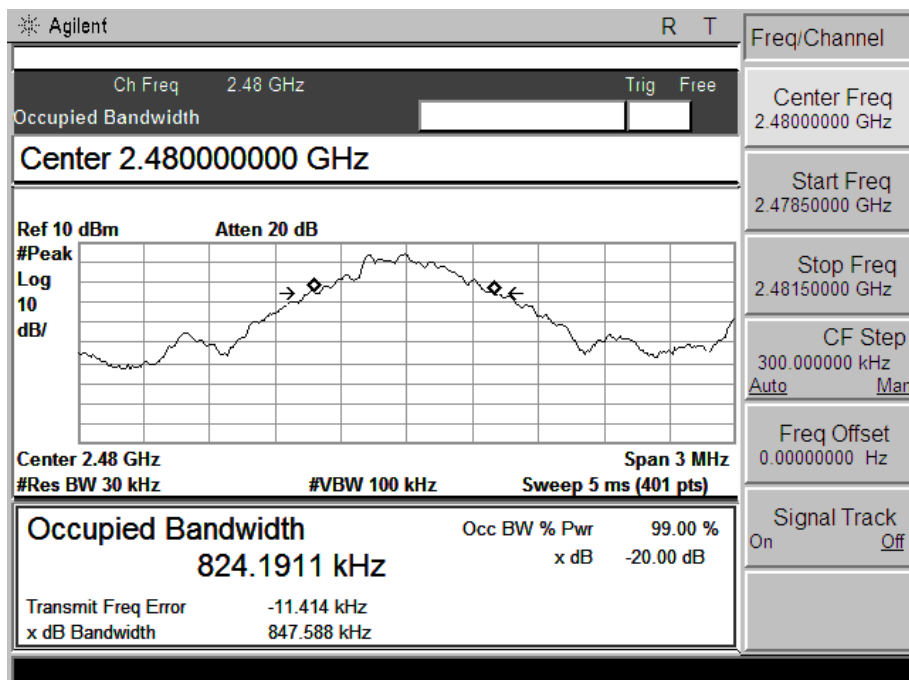 Agilent R T
Ch Freq 2.48 GHz Trig Free
Occupied Bandwidth
Center 2.480000000 GHz
Ref 10 dBm Atten 20 dB
#Peak
Log
10
dB/
Center 2.48 GHz Span 3 MHz
#Res BW 30 kHz #VBW 100 kHz Sweep 5 ms (401 pts)
Occupied Bandwidth
824.1911 kHz
Occ BW % Pwr 99.00 %
x dB -20.00 dB
Transmit Freq Error -11.414 kHz
x dB Bandwidth 847.588 kHz
Freq/Channel
Center Freq
2.48000000 GHz
Start Freq
2.47850000 GHz
Stop Freq
2.48150000 GHz
CF Step
300.000000 kHz
Auto Man
Freq Offset
0.00000000 Hz
Signal Track
On Off